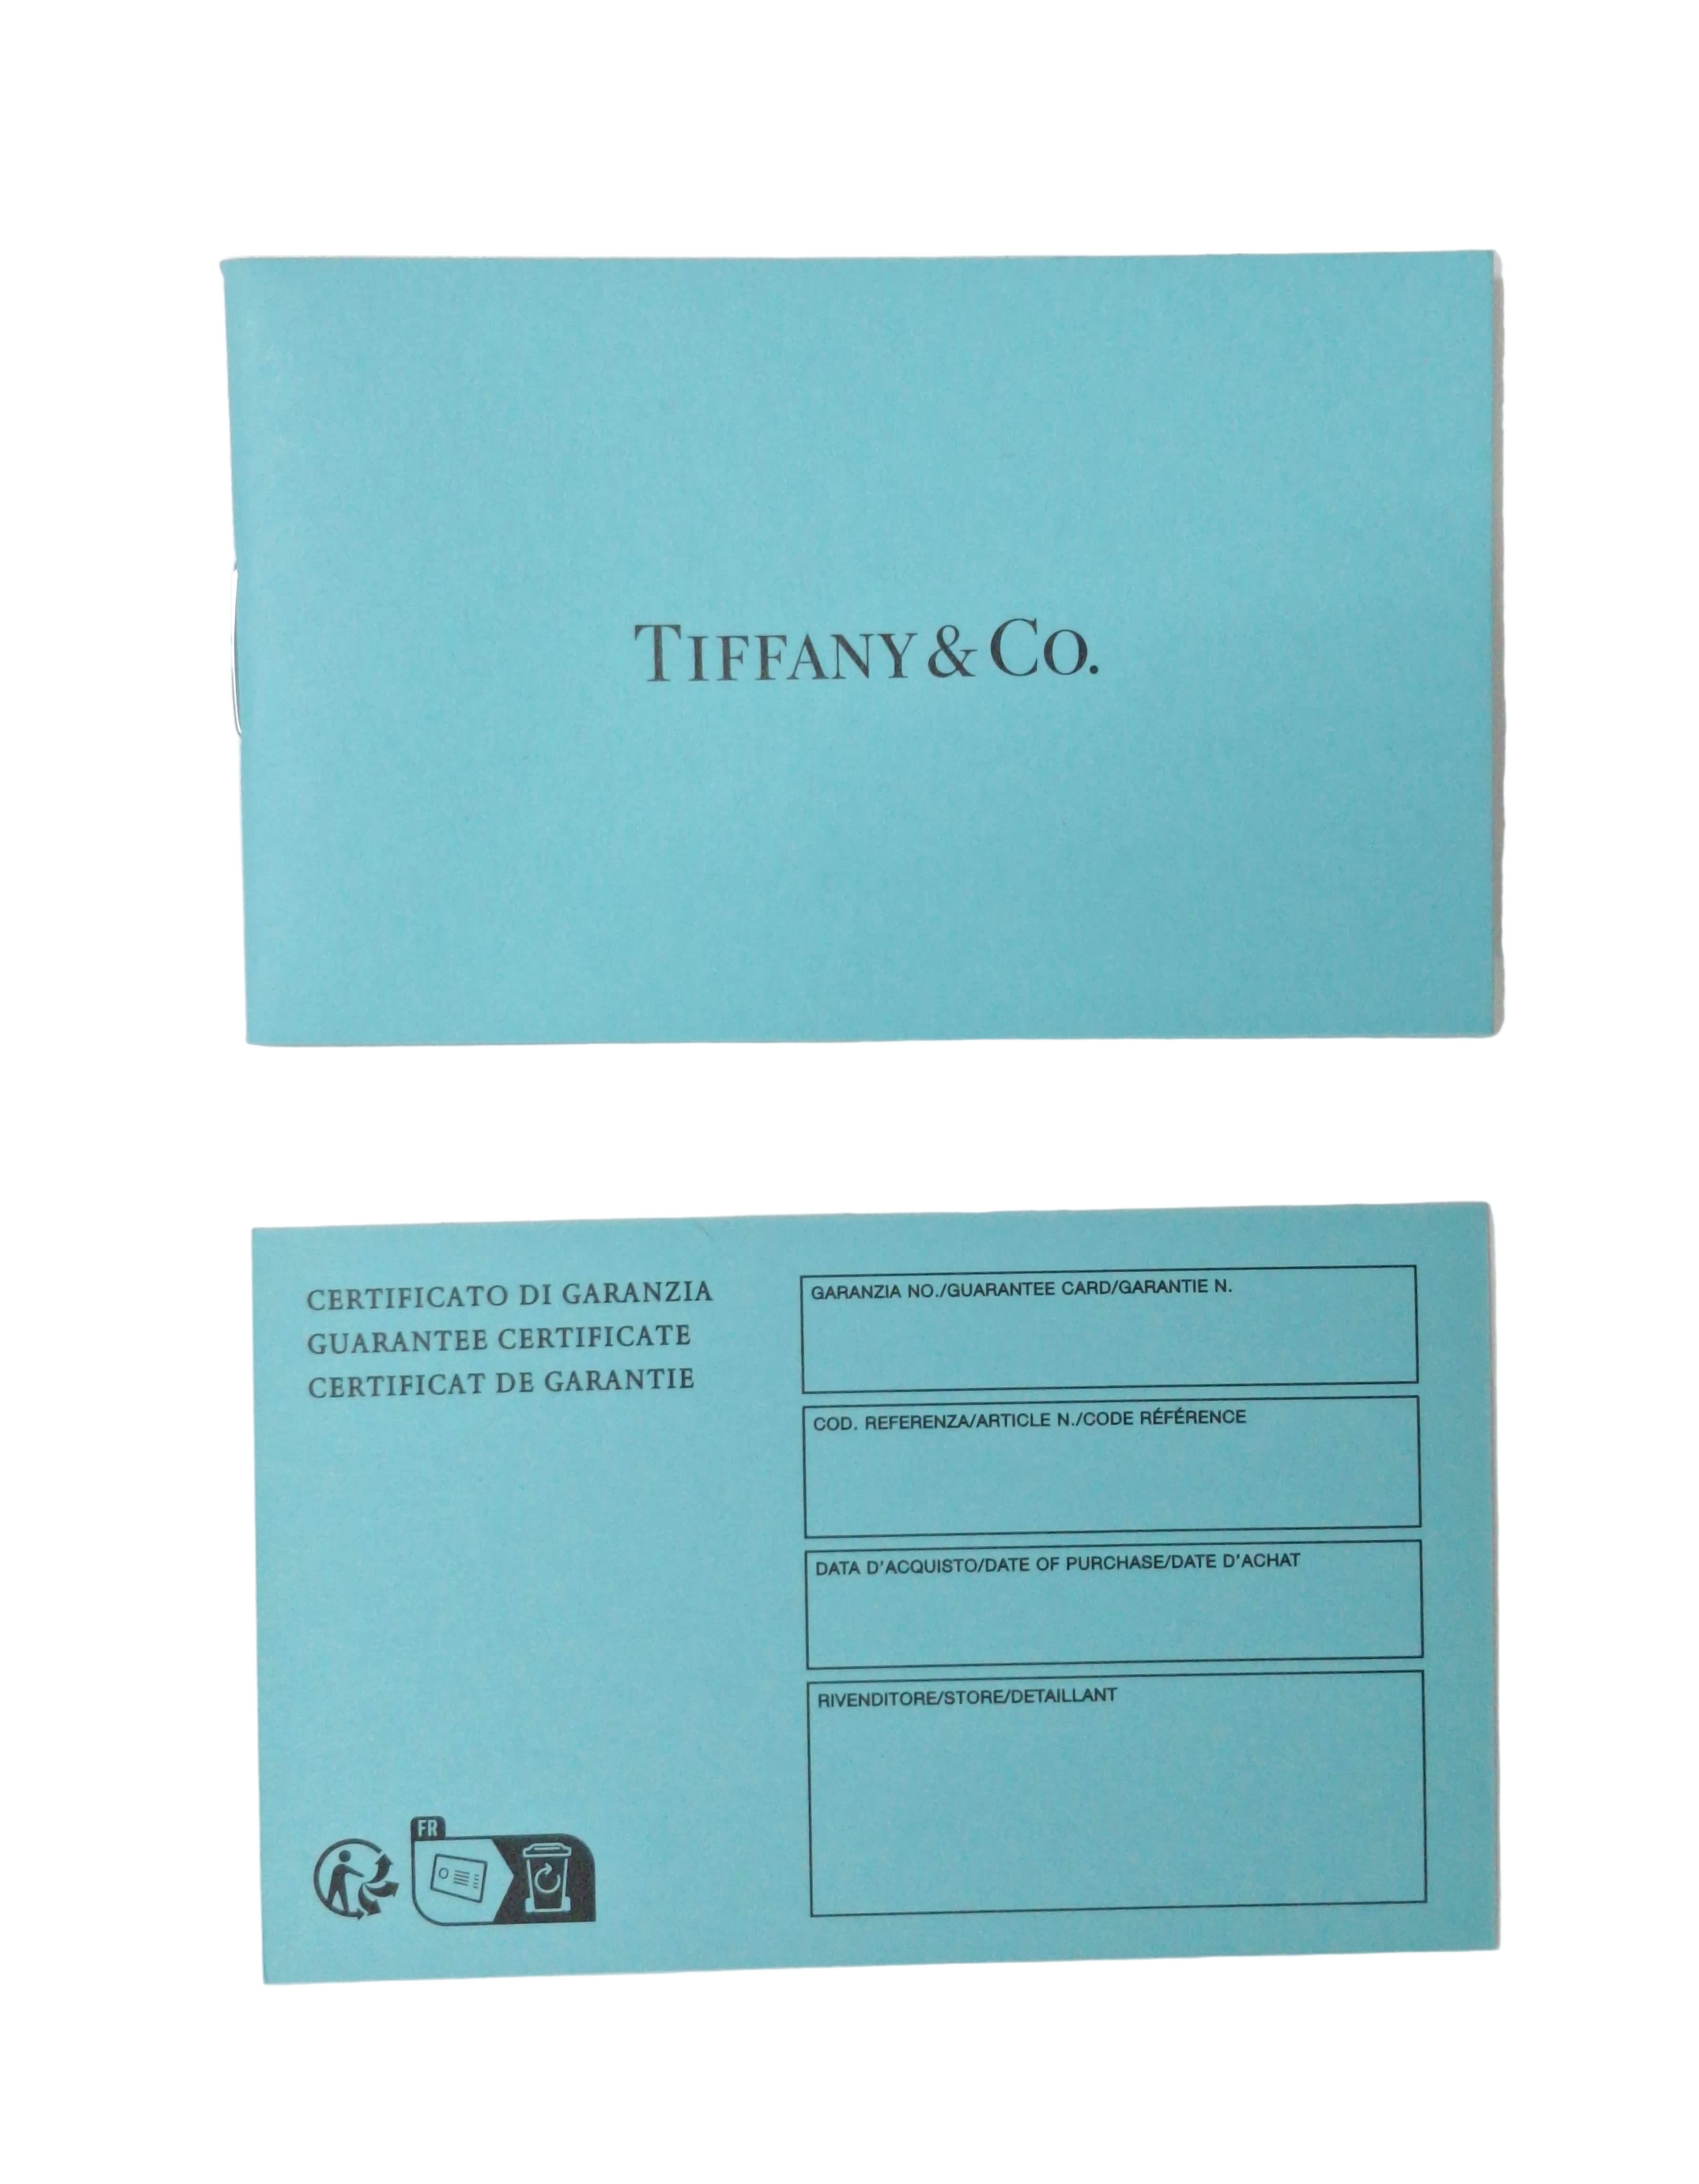 TIFFANY & CO.
CERTIFICATO DI GARANZIA
GUARANTEE CERTIFICATE
CERTIFICAT DE GARANTIE
GARANZIA NO./GUARANTEE CARD/GARANTIE N.
COD. REFERENZA/ARTICLE N./CODE RÉFÉRENCE
DATA D'ACQUISTO/DATE OF PURCHASE/DATE D'ACHAT
RIVENDITORE/STORE/DETAILLANT
FR